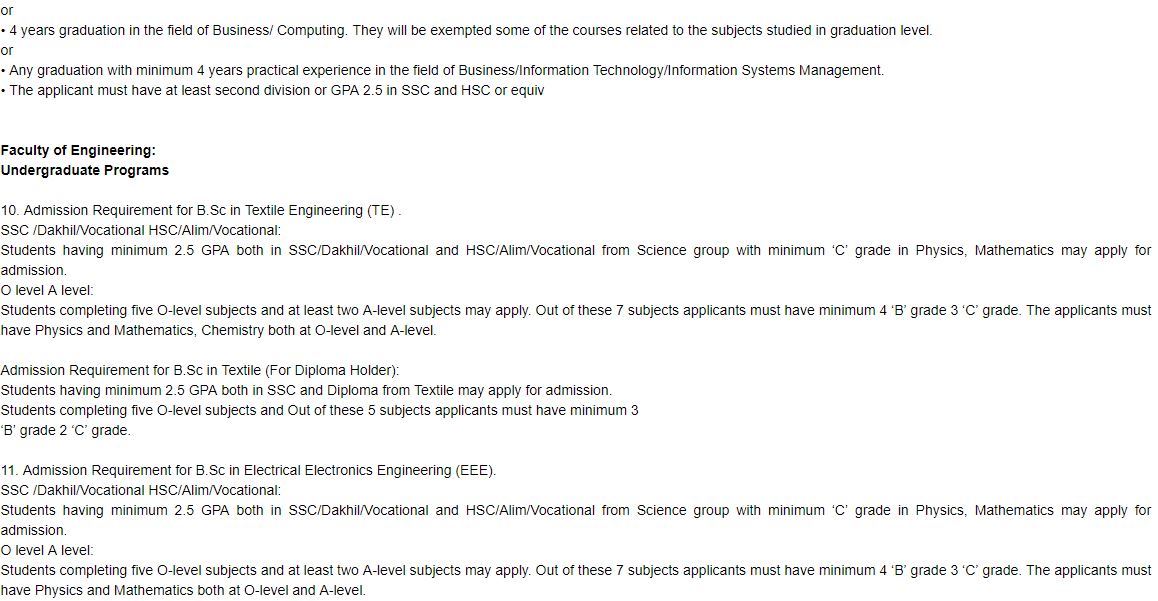 or
• 4 years graduation in the field of Business/ Computing. They will be exempted some of the courses related to the subjects studied in graduation level.
or
• Any graduation with minimum 4 years practical experience in the field of Business/Information Technology/Information Systems Management.
• The applicant must have at least second division or GPA 2.5 in SSC and HSC or equiv
Faculty of Engineering:
Undergraduate Programs
10. Admission Requirement for B.Sc in Textile Engineering (TE) .
SSC /Dakhil/Vocational HSC/Alim/Vocational:
Students having minimum 2.5 GPA both in SSC/Dakhil/Vocational and HSC/Alim/Vocational from Science group with minimum ‘C’ grade in Physics, Mathematics may apply for
admission.
O level A level:
Students completing five O-level subjects and at least two A-level subjects may apply. Out of these 7 subjects applicants must have minimum 4 ‘B’ grade 3 ‘C’ grade. The applicants must
have Physics and Mathematics, Chemistry both at O-level and A-level.
Admission Requirement for B.Sc in Textile (For Diploma Holder):
Students having minimum 2.5 GPA both in SSC and Diploma from Textile may apply for admission.
Students completing five O-level subjects and Out of these 5 subjects applicants must have minimum 3
‘B’ grade 2 ‘C’ grade.
11. Admission Requirement for B.Sc in Electrical Electronics Engineering (EEE).
SSC /Dakhil/Vocational HSC/Alim/Vocational:
Students having minimum 2.5 GPA both in SSC/Dakhil/Vocational and HSC/Alim/Vocational from Science group with minimum ‘C’ grade in Physics, Mathematics may apply for
admission.
O level A level:
Students completing five O-level subjects and at least two A-level subjects may apply. Out of these 7 subjects applicants must have minimum 4 ‘B’ grade 3 ‘C’ grade. The applicants must
have Physics and Mathematics both at O-level and A-level.